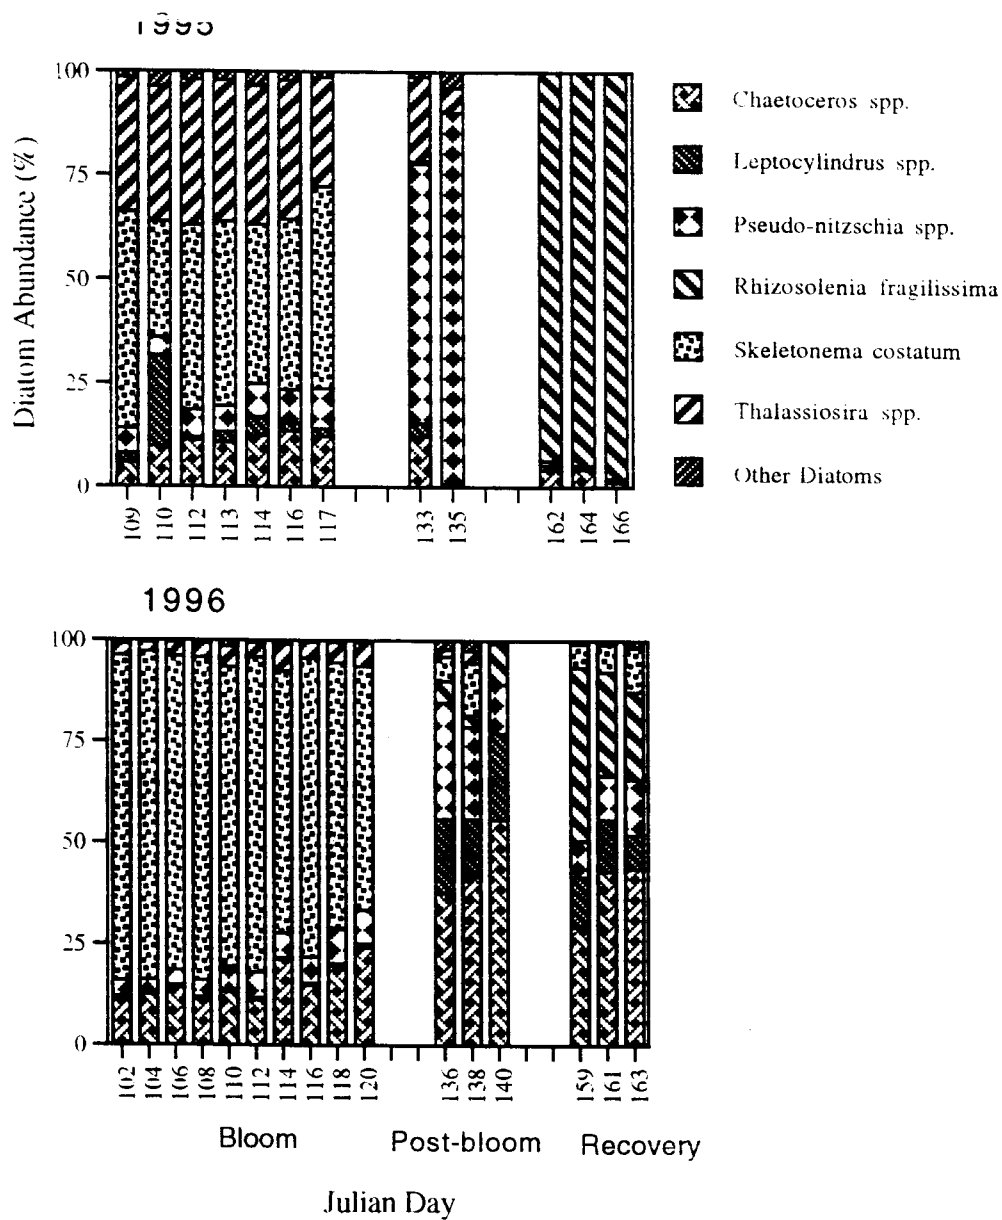 1995
100
75
50
25
0
Diatom Abundance (%)
109 110 112 113 114 116 117 133 135 162 164 166
Chaetoceros spp.
Leptocylindrus spp.
Pseudo-nitzschia spp.
Rhizosolenia fragilissima
Skeletonema costatum
Thalassiosira spp.
Other Diatoms
1996
100
75
50
25
0
102 104 106 108 110 112 114 116 118 120 136 138 140 159 161 163
Bloom Post-bloom Recovery
Julian Day